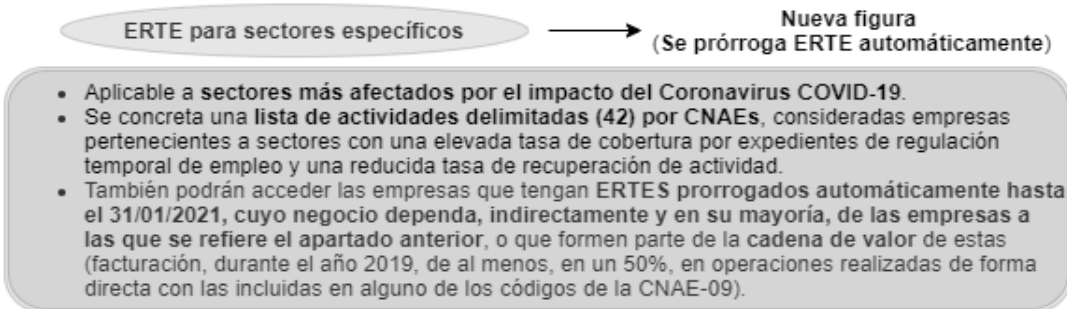 ERTE para sectores específicos
Nueva figura
(Se prórroga ERTE automáticamente)
• Aplicable a sectores más afectados por el impacto del Coronavirus COVID-19.
• Se concreta una lista de actividades delimitadas (42) por CNAEs, consideradas empresas
pertenecientes a sectores con una elevada tasa de cobertura por expedientes de regulación
temporal de empleo y una reducida tasa de recuperación de actividad.
• También podrán acceder las empresas que tengan ERTES prorrogados automáticamente hasta
el 31/01/2021, cuyo negocio dependa, indirectamente y en su mayoría, de las empresas a
las que se refiere el apartado anterior, o que formen parte de la cadena de valor de estas
(facturación, durante el año 2019, de al menos, en un 50%, en operaciones realizadas de forma
directa con las incluidas en alguno de los códigos de la CNAE-09).